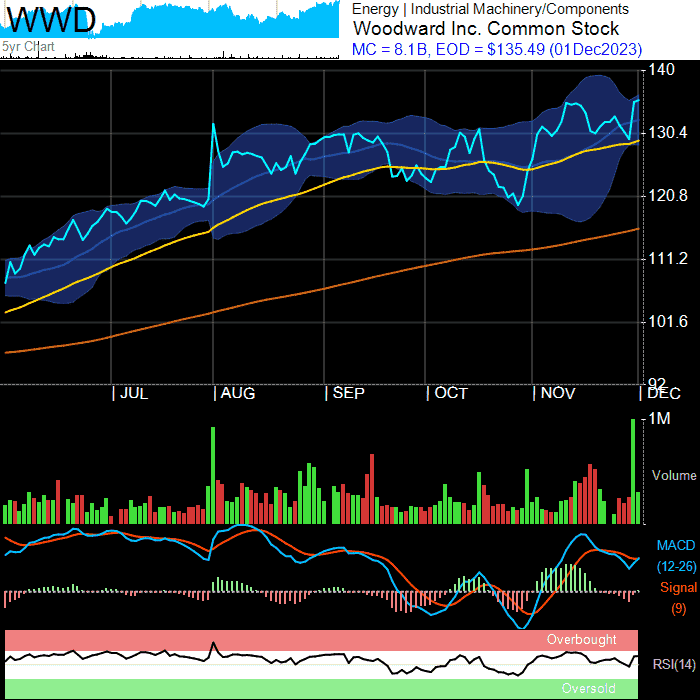 WWD
5yr Chart
Energy | Industrial Machinery/Components
Woodward Inc. Common Stock
MC = 8.1B, EOD = $135.49 (01Dec2023)
140
130.4
120.8
111.2
101.6
92
| JUL | AUG | SEP | OCT | NOV | DEC
1M
Volume
MACD
(12-26)
Signal
(9)
Overbought
RSI(14)
Oversold